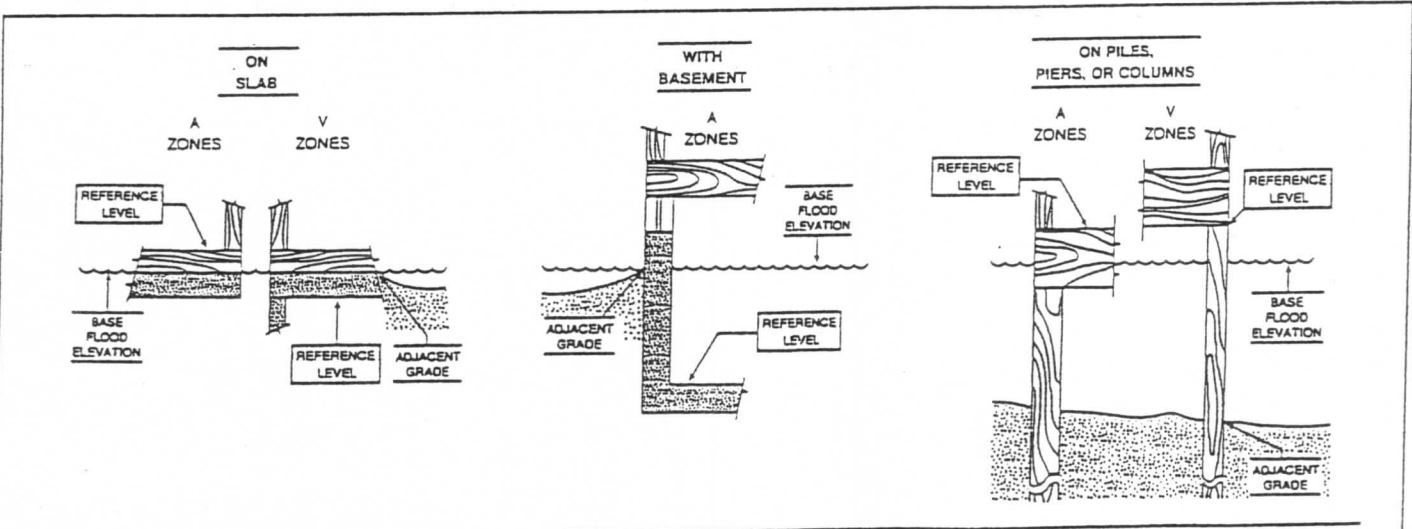 ON
SLAB
A
ZONES
V
ZONES
REFERENCE
LEVEL
BASE
FLOOD
ELEVATION
REFERENCE
LEVEL
ADJACENT
GRADE
WITH
BASEMENT
A
ZONES
BASE
FLOOD
ELEVATION
ADJACENT
GRADE
REFERENCE
LEVEL
ON PILES,
PIERS, OR COLUMNS
A
ZONES
V
ZONES
REFERENCE
LEVEL
REFERENCE
LEVEL
BASE
FLOOD
ELEVATION
ADJACENT
GRADE